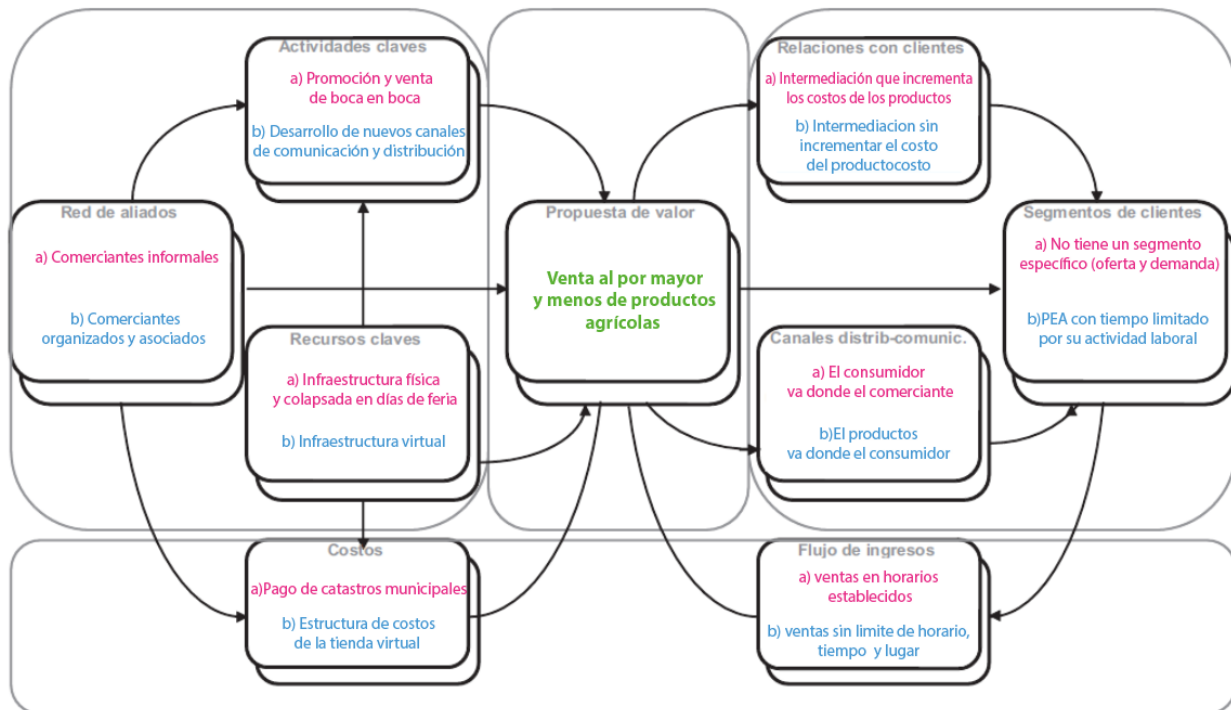 Actividades claves
a) Promoción y venta
de boca en boca
b) Desarrollo de nuevos canales
de comunicación y distribución
Relaciones con clientes
a) Intermediación que incrementa
los costos de los productos
b) Intermediacion sin
incrementar el costo
del productocosto
Red de aliados
a) Comerciantes informales
b) Comerciantes
organizados y asociados
Propuesta de valor
Venta al por mayor
y menos de productos
agrícolas
Segmentos de clientes
a) No tiene un segmento
específico (oferta y demanda)
b)PEA con tiempo limitado
por su actividad laboral
Recursos claves
a) Infraestructura física
y colapsada en días de feria
b) Infraestructura virtual
Canales distrib-comunic.
a) El consumidor
va donde el comerciante
b)El productos
va donde el consumidor
Costos
a)Pago de catastros municipales
b) Estructura de costos
de la tienda virtual
Flujo de ingresos
a) ventas en horarios
establecidos
b) ventas sin limite de horario,
tiempo y lugar